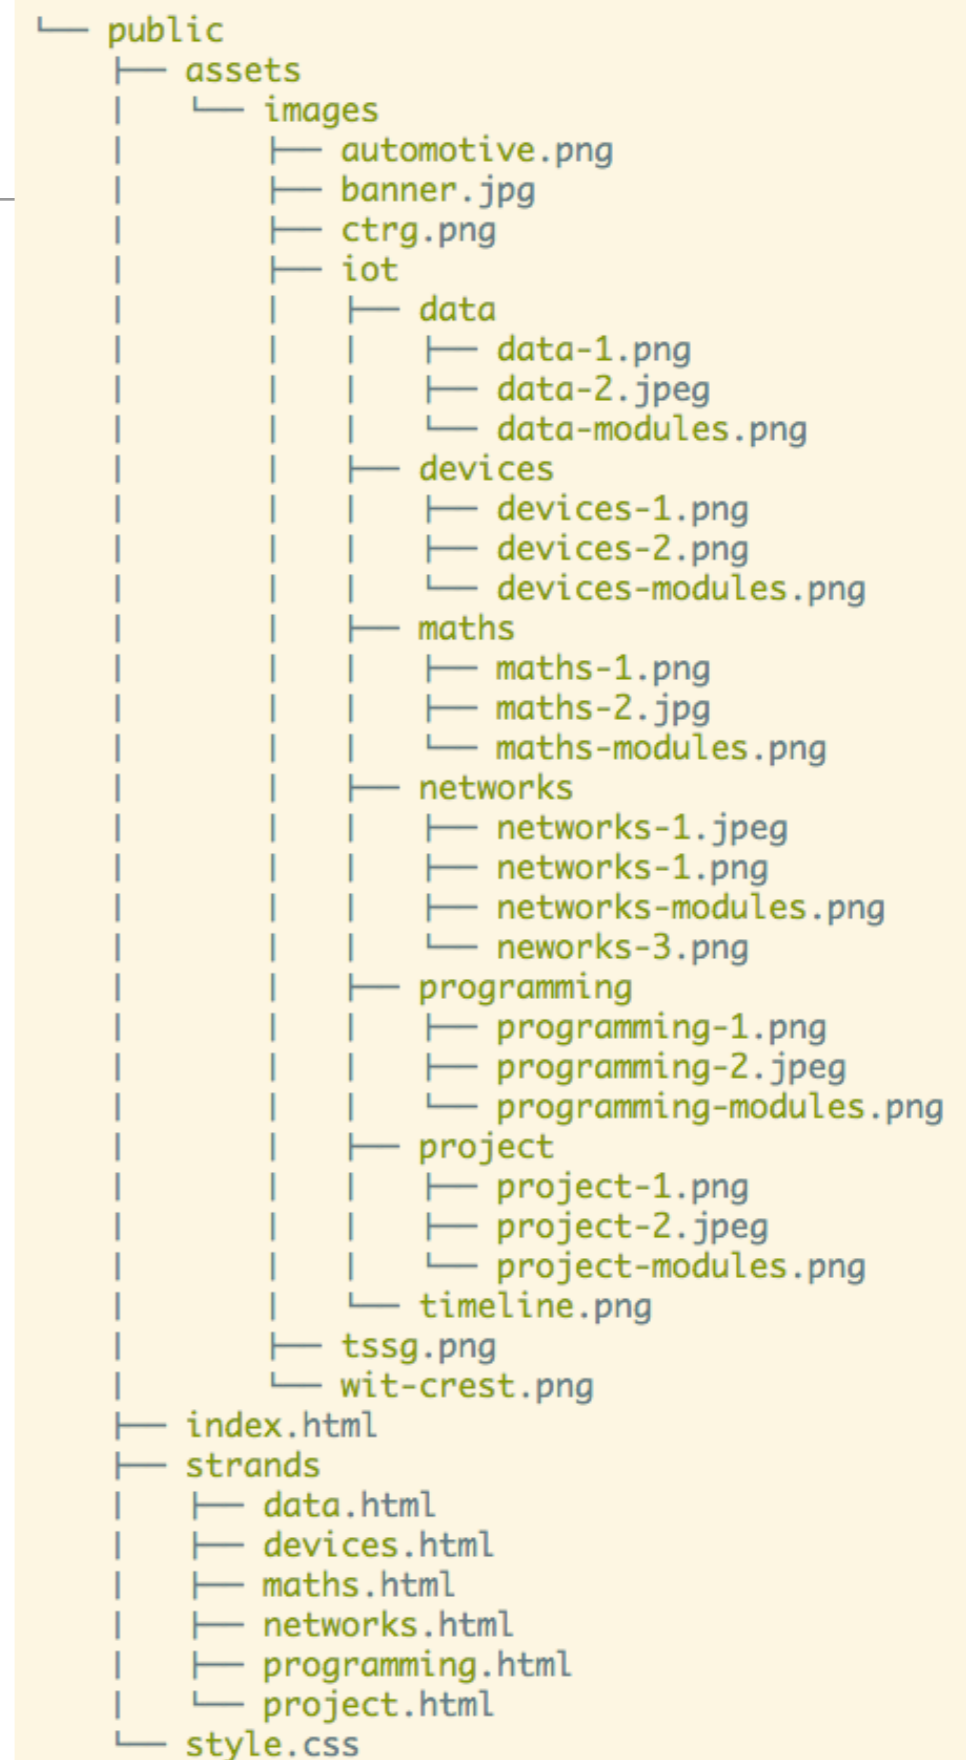 └── public
    ├── assets
    |   └── images
    |       ├── automotive.png
    |       ├── banner.jpg
    |       ├── ctrg.png
    |       ├── iot
    |       |   ├── data
    |       |   |   ├── data-1.png
    |       |   |   ├── data-2.jpeg
    |       |   |   └── data-modules.png
    |       |   ├── devices
    |       |   |   ├── devices-1.png
    |       |   |   ├── devices-2.png
    |       |   |   └── devices-modules.png
    |       |   ├── maths
    |       |   |   ├── maths-1.png
    |       |   |   ├── maths-2.jpg
    |       |   |   └── maths-modules.png
    |       |   ├── networks
    |       |   |   ├── networks-1.jpeg
    |       |   |   ├── networks-1.png
    |       |   |   ├── networks-modules.png
    |       |   |   └── neworks-3.png
    |       |   ├── programming
    |       |   |   ├── programming-1.png
    |       |   |   ├── programming-2.jpeg
    |       |   |   └── programming-modules.png
    |       |   ├── project
    |       |   |   ├── project-1.png
    |       |   |   ├── project-2.jpeg
    |       |   |   └── project-modules.png
    |       |   └── timeline.png
    |       ├── tssg.png
    |       └── wit-crest.png
    ├── index.html
    ├── strands
    |   ├── data.html
    |   ├── devices.html
    |   ├── maths.html
    |   ├── networks.html
    |   ├── programming.html
    |   └── project.html
    └── style.css